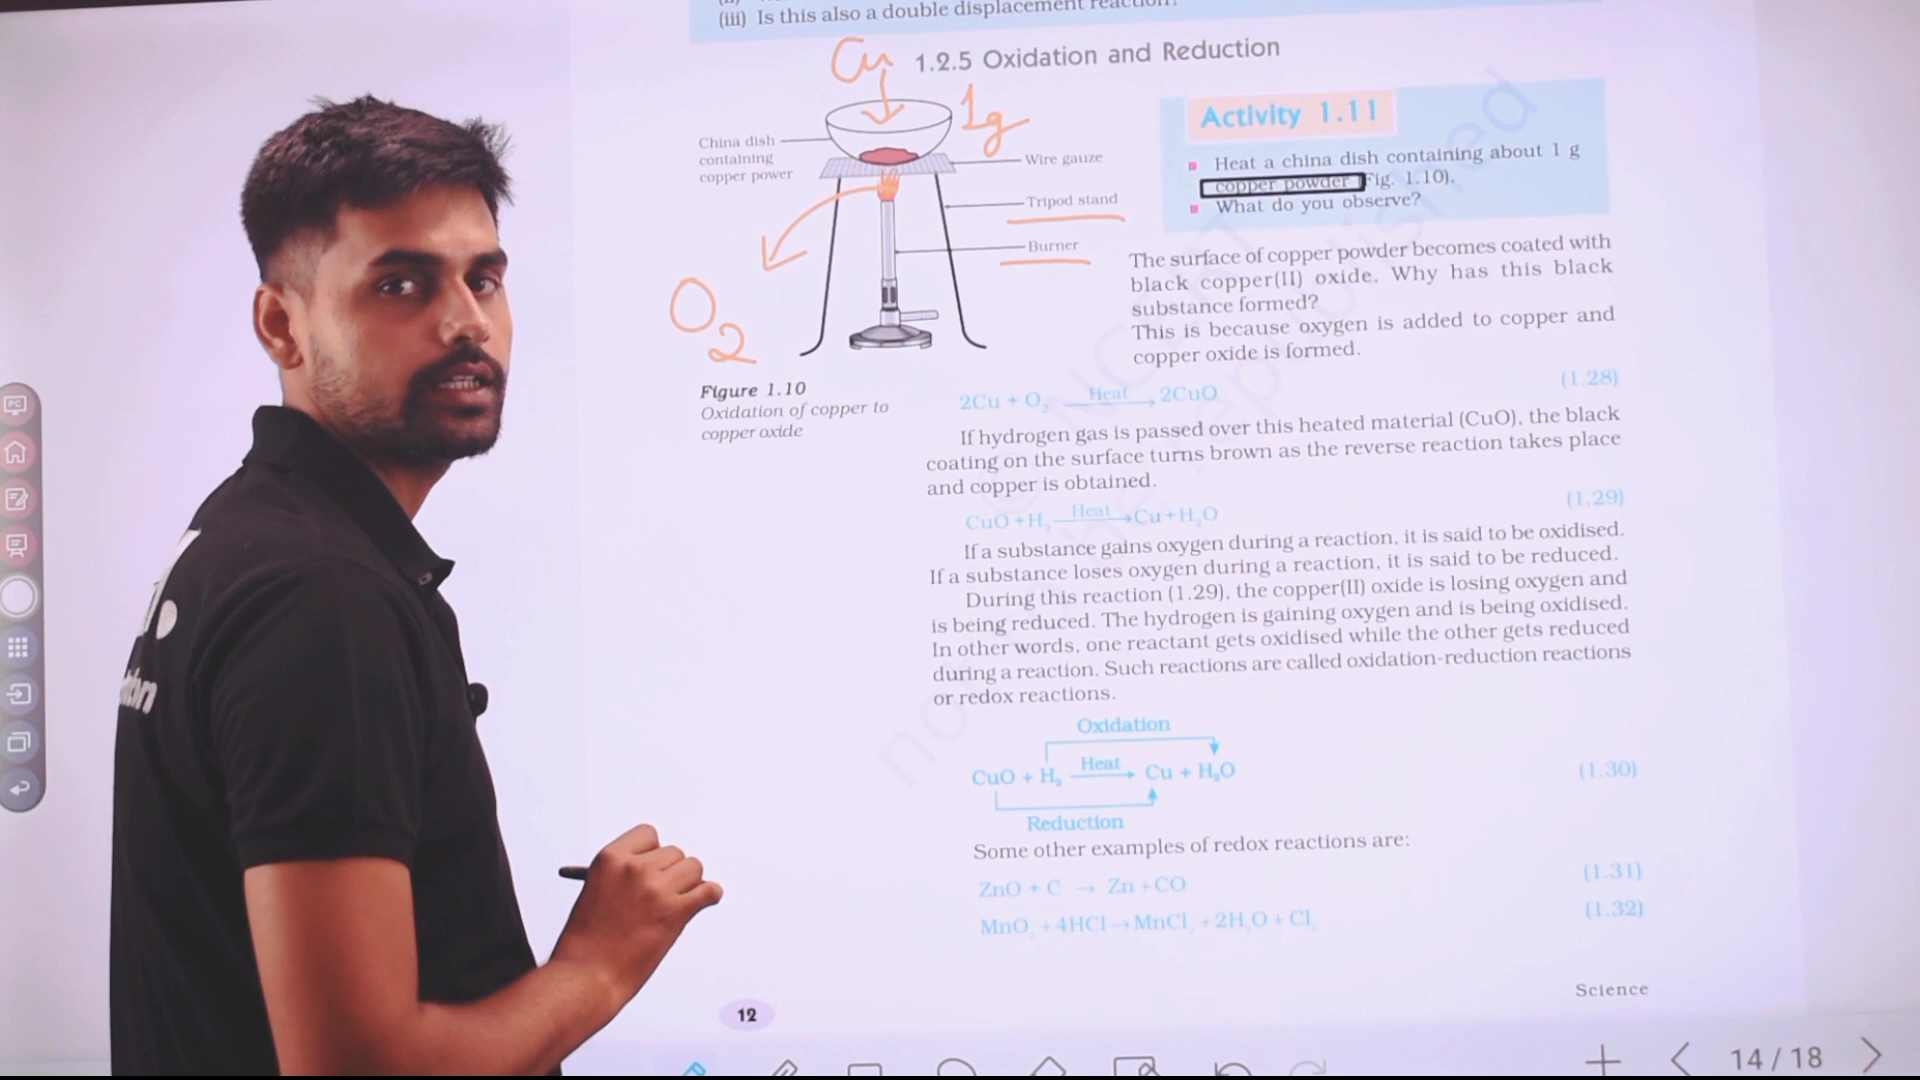 (iii) Is this also a double displacement reaction?
Cu
1.2.5 Oxidation and Reduction
1g
China dish
containing
copper power
Wire gauze
Tripod stand
Burner
O2
Figure 1.10
Oxidation of copper to
copper oxide
Activity 1.11
Heat a china dish containing about 1 g
copper powder (Fig. 1.10).
What do you observe?
The surface of copper powder becomes coated with
black copper(II) oxide. Why has this black
substance formed?
This is because oxygen is added to copper and
copper oxide is formed.
2Cu + O₂ Heat → 2CuO (1.28)
If hydrogen gas is passed over this heated material (CuO), the black
coating on the surface turns brown as the reverse reaction takes place
and copper is obtained.
CuO + H₂ Heat → Cu + H₂O (1.29)
If a substance gains oxygen during a reaction, it is said to be oxidised.
If a substance loses oxygen during a reaction, it is said to be reduced.
During this reaction (1.29), the copper(II) oxide is losing oxygen and
is being reduced. The hydrogen is gaining oxygen and is being oxidised.
In other words, one reactant gets oxidised while the other gets reduced
during a reaction. Such reactions are called oxidation-reduction reactions
or redox reactions.
Oxidation
CuO + H₂ Heat → Cu + H₂O (1.30)
Reduction
Some other examples of redox reactions are:
ZnO + C → Zn + CO (1.31)
MnO₂ + 4HCl → MnCl₂ + 2H₂O + Cl₂ (1.32)
12
Science
14 / 18
PC